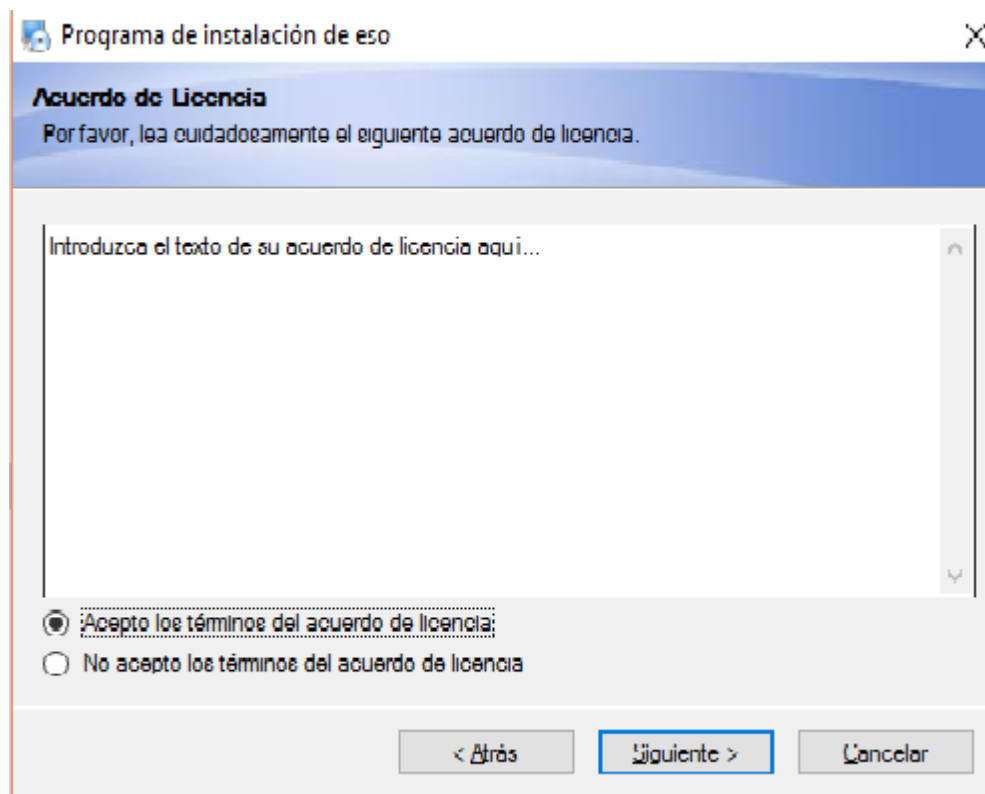 Programa de instalación de eso
Acuerdo de Licencia
Por favor, lea cuidadosamente el siguiente acuerdo de licencia.
Introduzca el texto de su acuerdo de licencia aquí...
Acepto los términos del acuerdo de licencia
No acepto los términos del acuerdo de licencia
< Atrás
Siguiente >
Cancelar